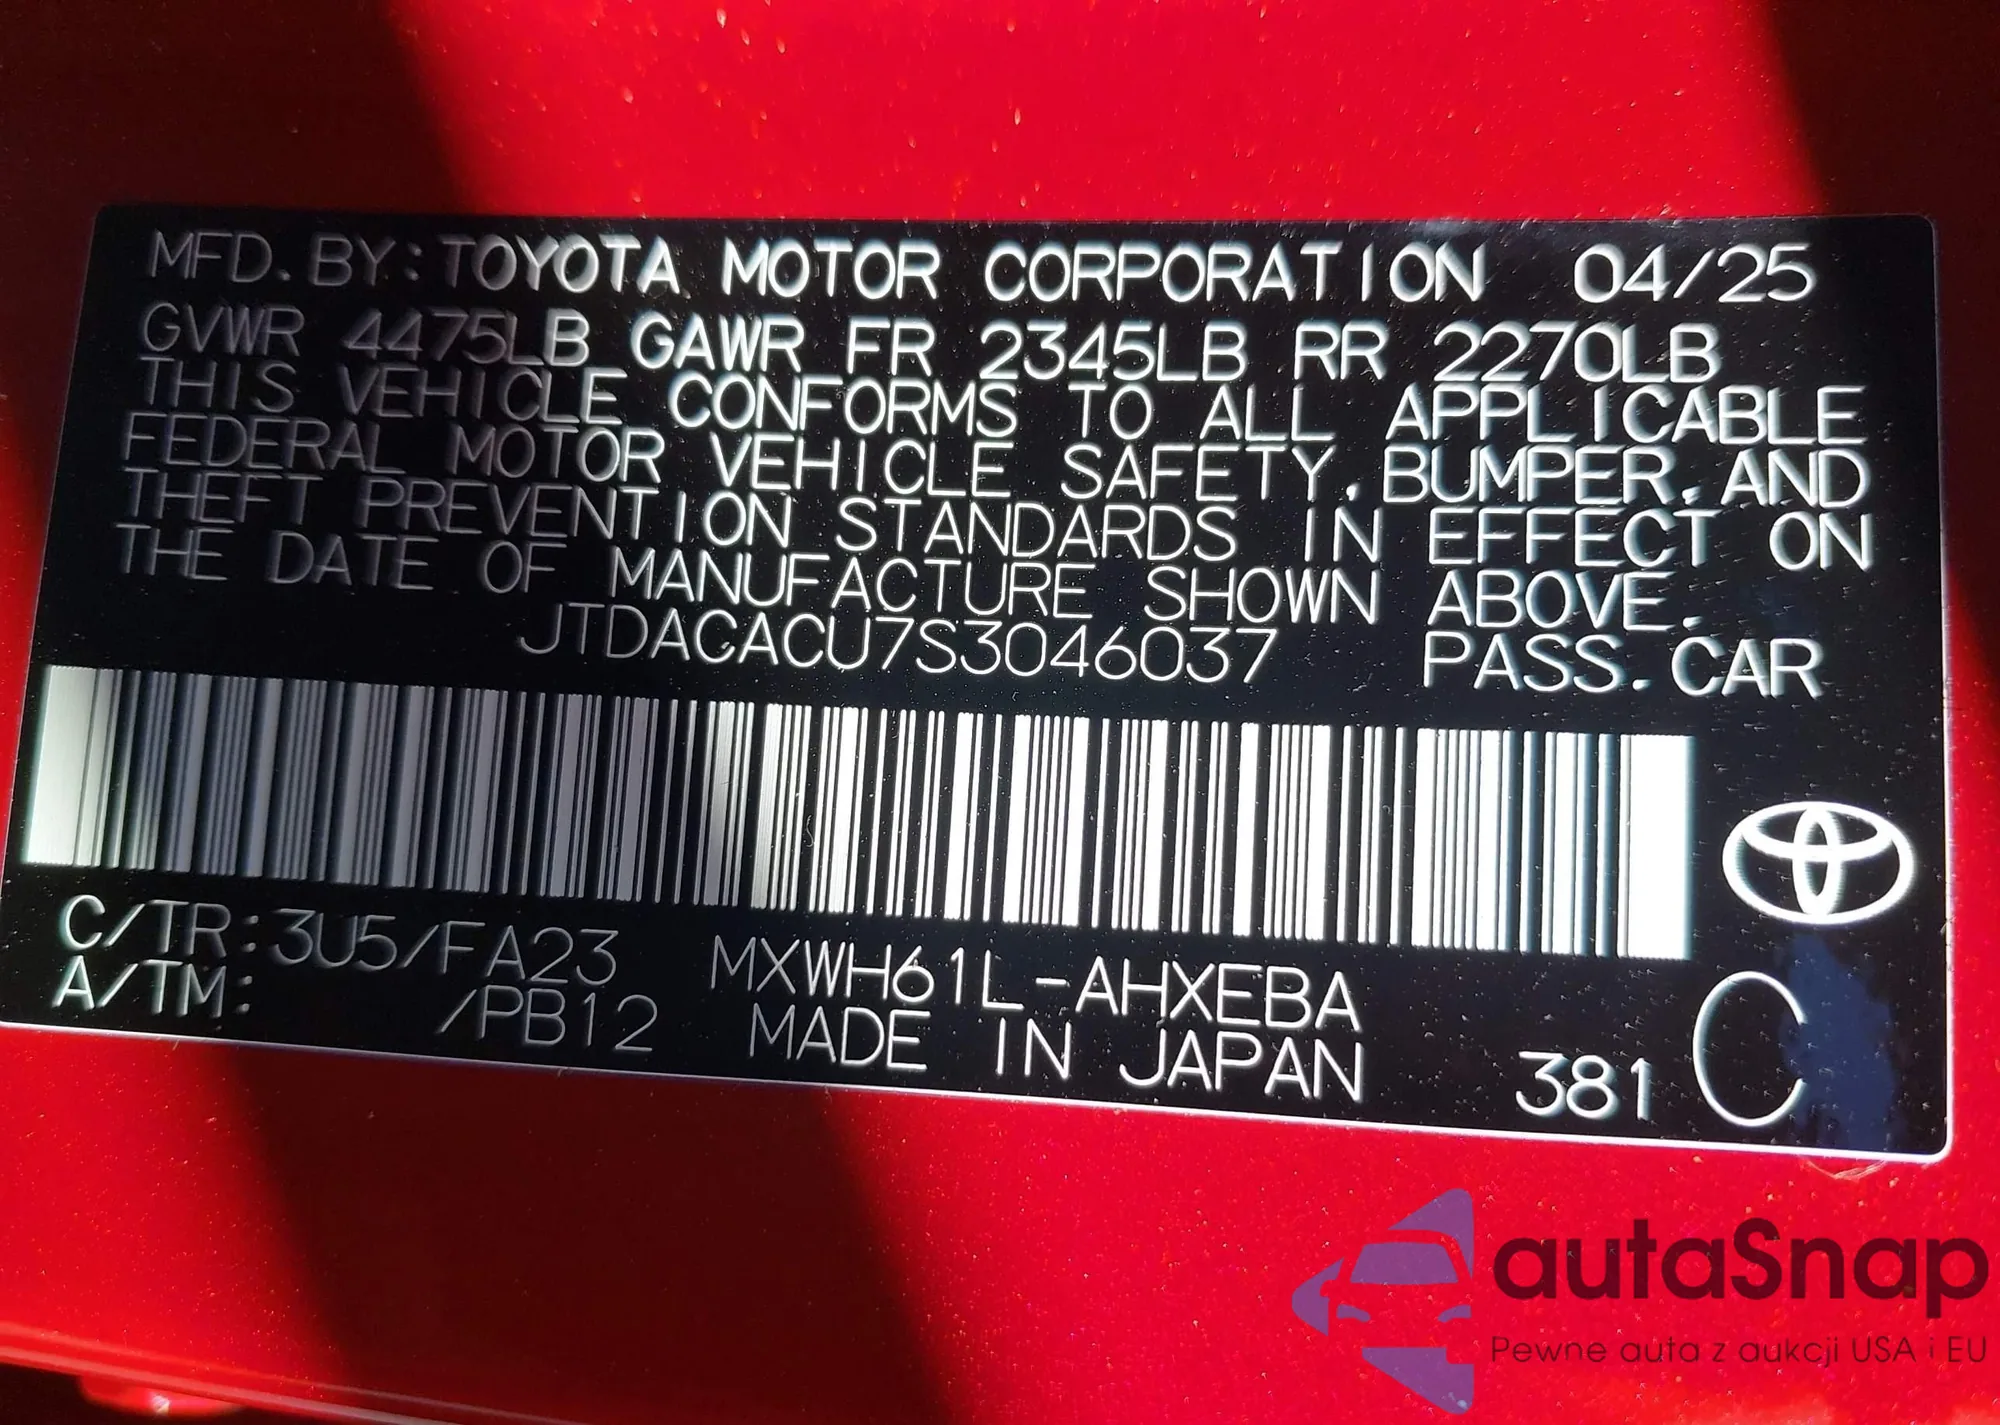 MFD. BY: TOYOTA MOTOR CORPORATION 04/25
GVWR 4475LB GAWR FR 2345LB RR 2270LB
THIS VEHICLE CONFORMS TO ALL APPLICABLE
FEDERAL MOTOR VEHICLE SAFETY, BUMPER, AND
THEFT PREVENTION STANDARDS IN EFFECT ON
THE DATE OF MANUFACTURE SHOWN ABOVE.
JTDACACU7S3046037 PASS. CAR
C/TR: 3U5/FA23 MXWH61L-AHXEBA
A/TM: /PB12 MADE IN JAPAN 381 C
autaSnap
Pewne auta z aukcji USA i EU